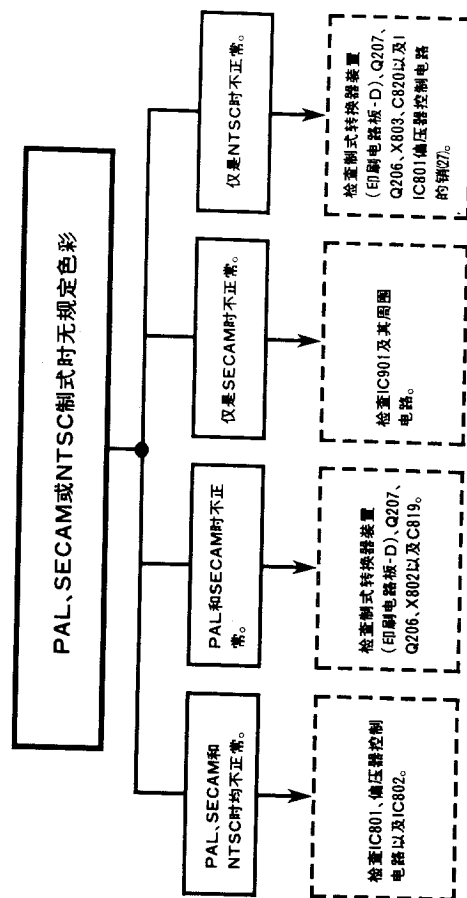 PAL、SECAM或NTSC制式时无规定色彩
PAL、SECAM和
NTSC时均不正常。
PAL和SECAM时不正
常。
仅是SECAM时不正常。
仅是NTSC时不正常。
检查IC801、偏压器控制
电路以及IC802。
检查制式转换器装置
(印刷电路板-D)、Q207、
Q206、X802以及C819。
检查IC901及其周围
电路。
检查制式转换器装置
(印刷电路板-D)、Q207、
Q206、X803、C820以及I
IC801偏压器控制电路
的销(27)。